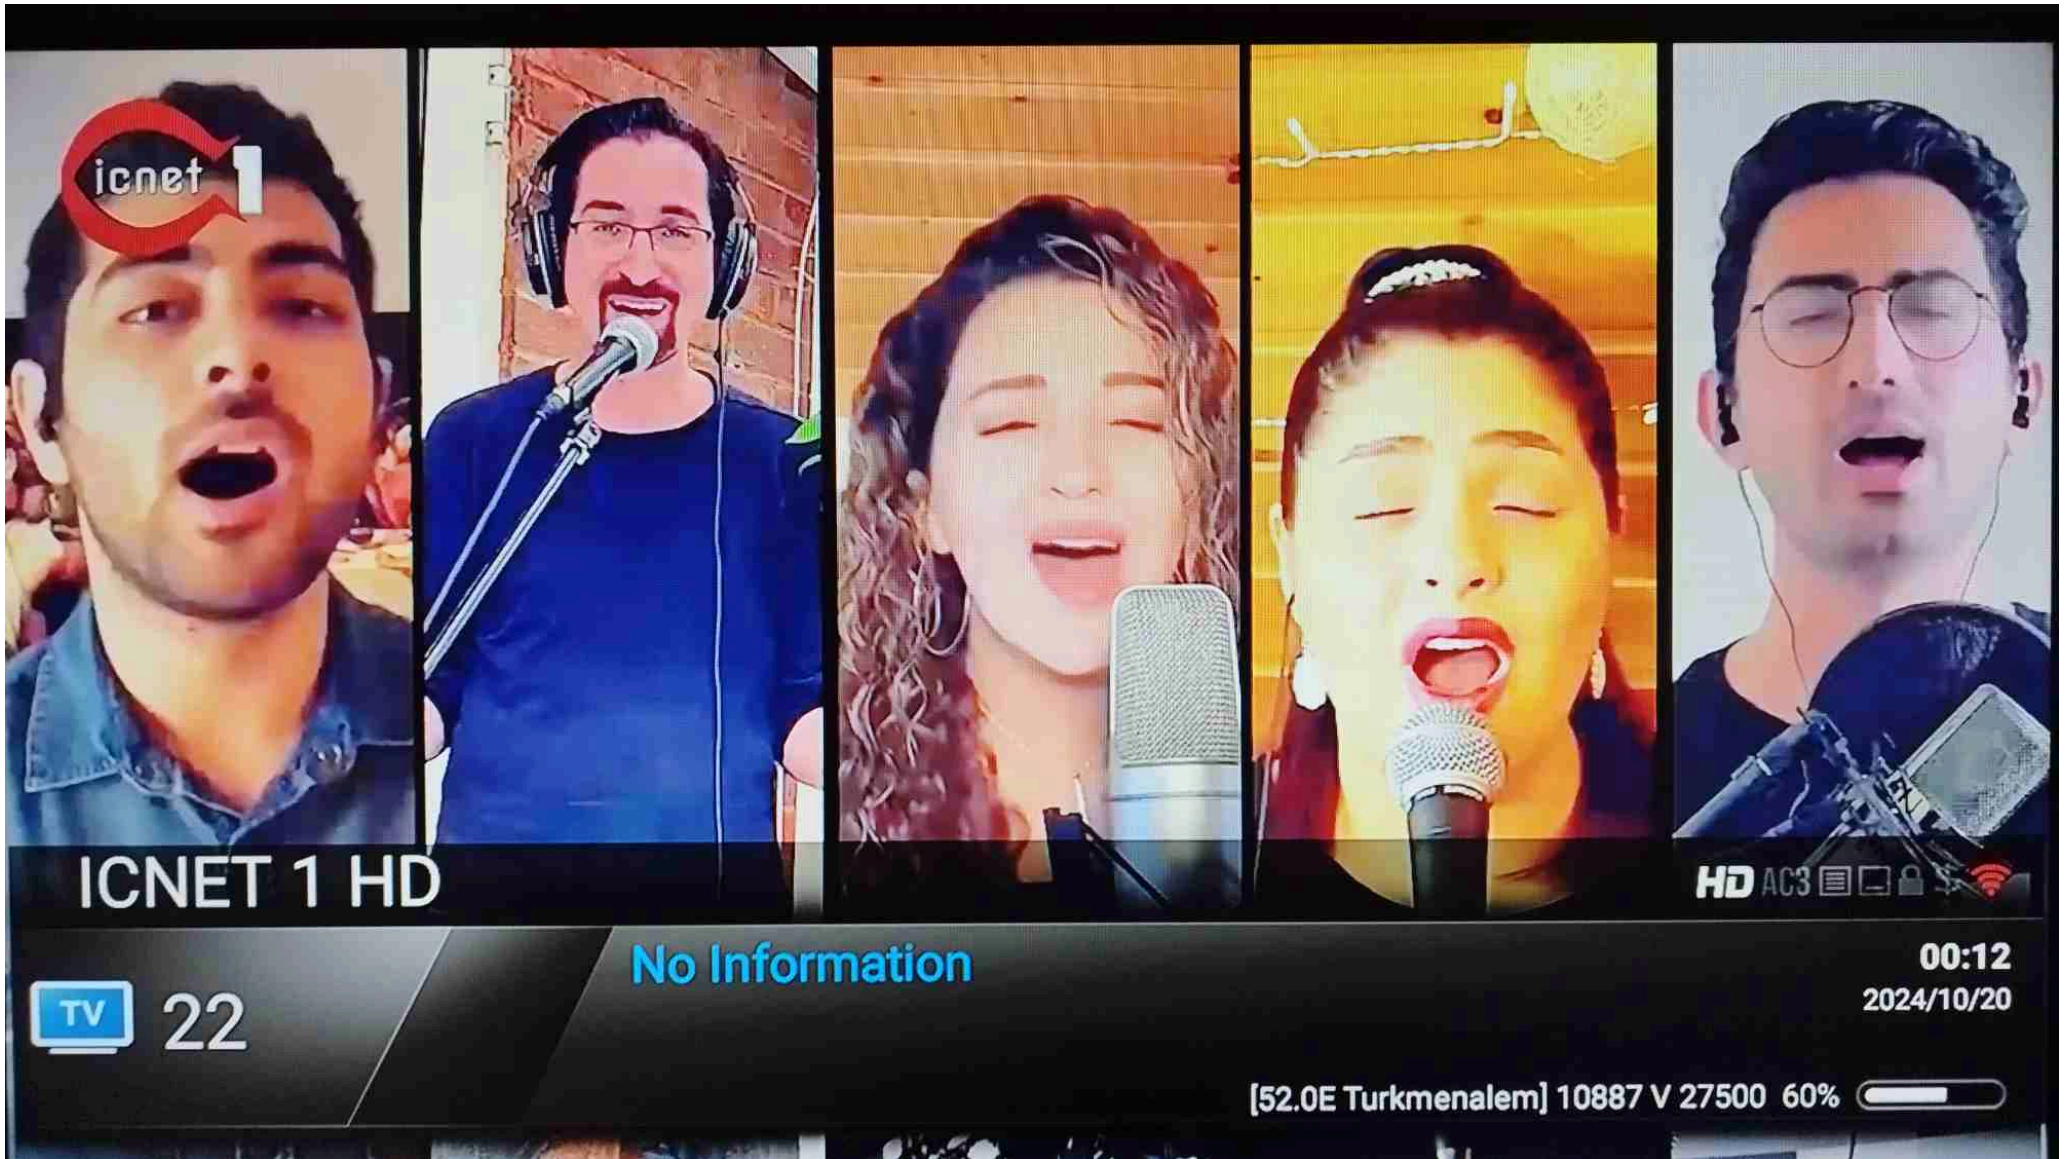 icnet 1
ICNET 1 HD
HD AC3
No Information
00:12
2024/10/20
TV 22
[52.0E Turkmenalem] 10887 V 27500 60%